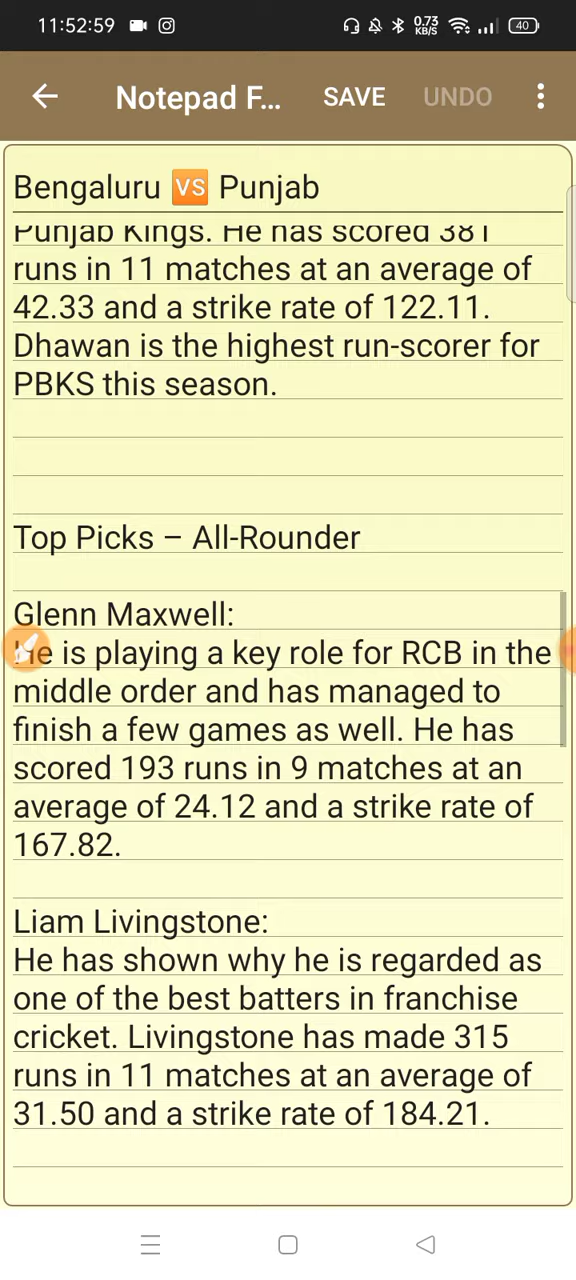 11:52:59
0.73
KB/S
40
Notepad F...
SAVE
UNDO
Bengaluru VS Punjab
Punjab Kings. He has scored 381
runs in 11 matches at an average of
42.33 and a strike rate of 122.11.
Dhawan is the highest run-scorer for
PBKS this season.
Top Picks – All-Rounder
Glenn Maxwell:
He is playing a key role for RCB in the
middle order and has managed to
finish a few games as well. He has
scored 193 runs in 9 matches at an
average of 24.12 and a strike rate of
167.82.
Liam Livingstone:
He has shown why he is regarded as
one of the best batters in franchise
cricket. Livingstone has made 315
runs in 11 matches at an average of
31.50 and a strike rate of 184.21.